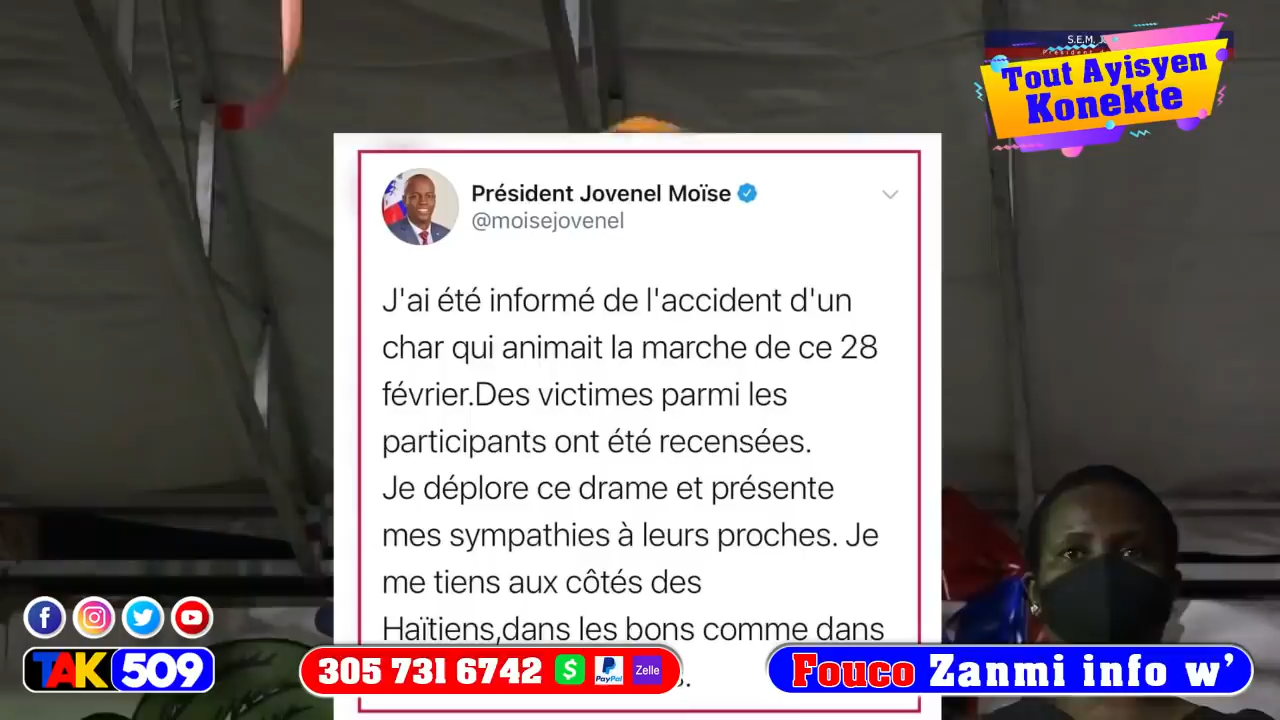 S.E.M. J
Tout Ayisyen
Konekte
Président Jovenel Moïse
@moisejovenel
J'ai été informé de l'accident d'un
char qui animait la marche de ce 28
février.Des victimes parmi les
participants ont été recensées.
Je déplore ce drame et présente
mes sympathies à leurs proches. Je
me tiens aux côtés des
Haïtiens,dans les bons comme dans
TAK 509
305 731 6742 $ PayPal Zelle
Fouco Zanmi info w'